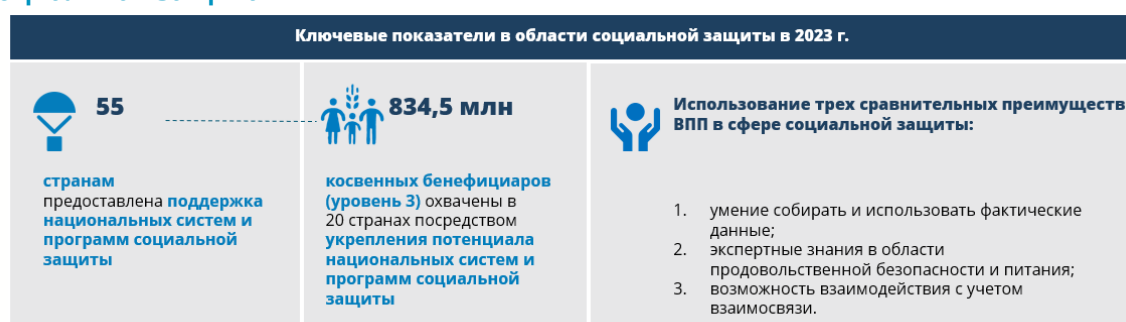 Ключевые показатели в области социальной защиты в 2023 г.
55
странам
предоставлена поддержка
национальных систем и
программ социальной
защиты
834,5 млн
косвенных бенефициаров
(уровень 3) охвачены в
20 странах посредством
укрепления потенциала
национальных систем и
программ социальной
защиты
Использование трех сравнительных преимуществ
ВПП в сфере социальной защиты:
1. умение собирать и использовать фактические
данные;
2. экспертные знания в области
продовольственной безопасности и питания;
3. возможность взаимодействия с учетом
взаимосвязи.